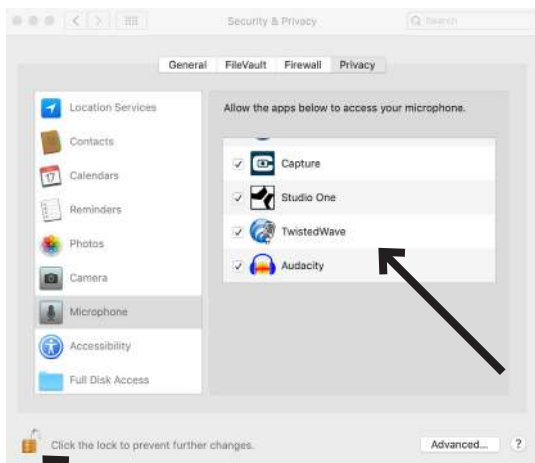 Security & Privacy
Search
General FileVault Firewall Privacy
Location Services
Contacts
17
Calendars
Reminders
Photos
Camera
Microphone
Accessibility
Full Disk Access
Allow the apps below to access your microphone.
Capture
Studio One
TwistedWave
Audacity
Click the lock to prevent further changes.
Advanced... ?